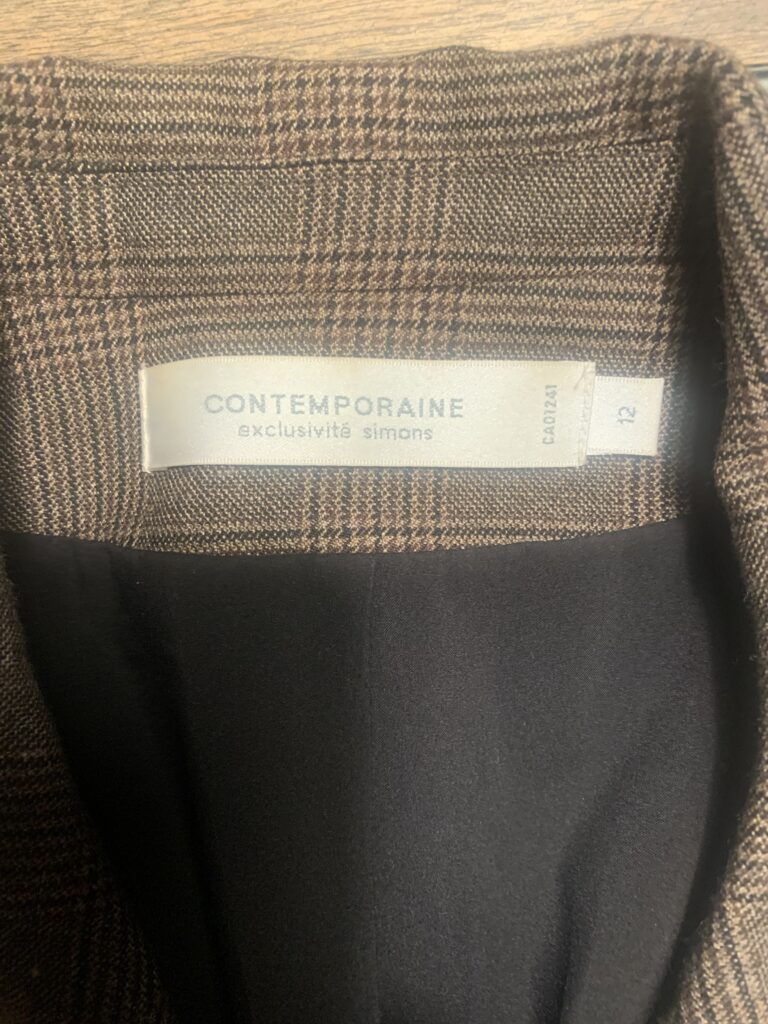 CONTEMPORAINE
exclusivité simons
CA01241
12